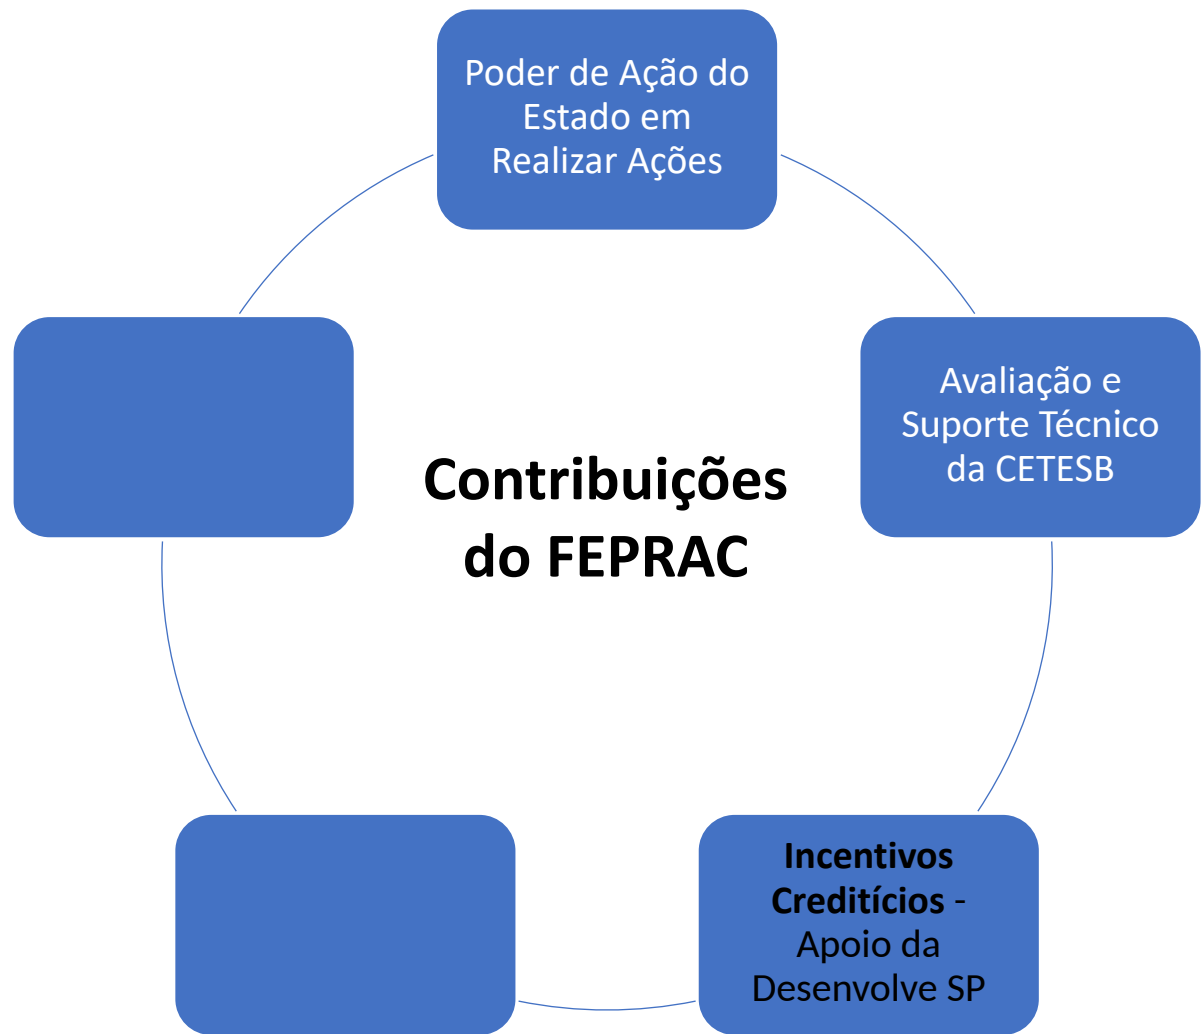 Poder de Ação do
Estado em
Realizar Ações
Avaliação e
Suporte Técnico
da CETESB
Contribuições
do FEPRAC
Incentivos
Creditícios -
Apoio da
Desenvolve SP